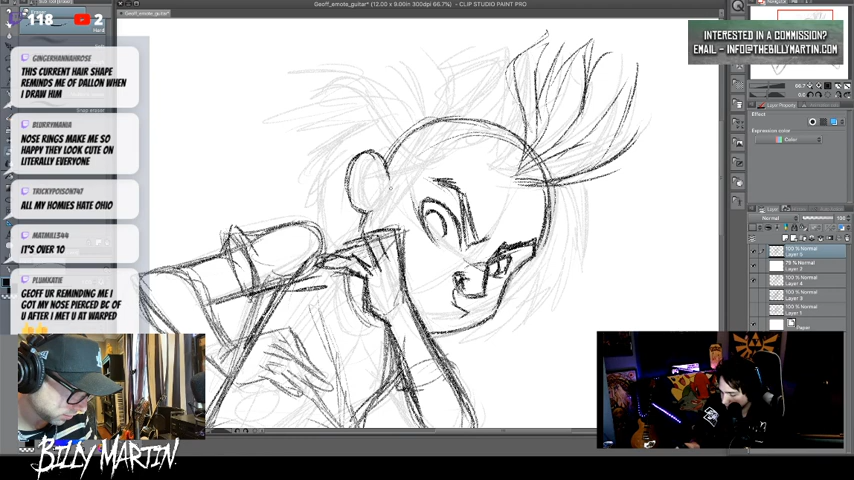 Geoff_emote_guitar* (12.00 x 9.00in 300dpi 66.7%) - CLIP STUDIO PAINT PRO
Geoff_emote_guitar*
118
2
Hard
GINGERHANNAHROSE
THIS CURRENT HAIR SHAPE
REMINDS ME OF DALLON WHEN
I DRAW HIM
BLURRYMANIA
NOSE RINGS MAKE ME SO
HAPPY THEY LOOK CUTE ON
LITERALLY EVERYONE
TRICKYPOISON747
ALL MY HOMIES HATE OHIO
MATMILE344
IT'S OVER 10
PLUMKATIE
GEOFF UR REMINDING ME I
GOT MY NOSE PIERCED BC OF
U AFTER I MET U AT WARPED
BILLY MARTIN
INTERESTED IN A COMMISSION?
EMAIL - INFO@THEBILLYMARTIN.COM
Layer Property
Effect
Expression color
Color
Layer
Normal
100 % Normal
Layer 5
79 % Normal
Layer 2
100 % Normal
Layer 4
100 % Normal
Layer 3
100 % Normal
Layer 1
Paper